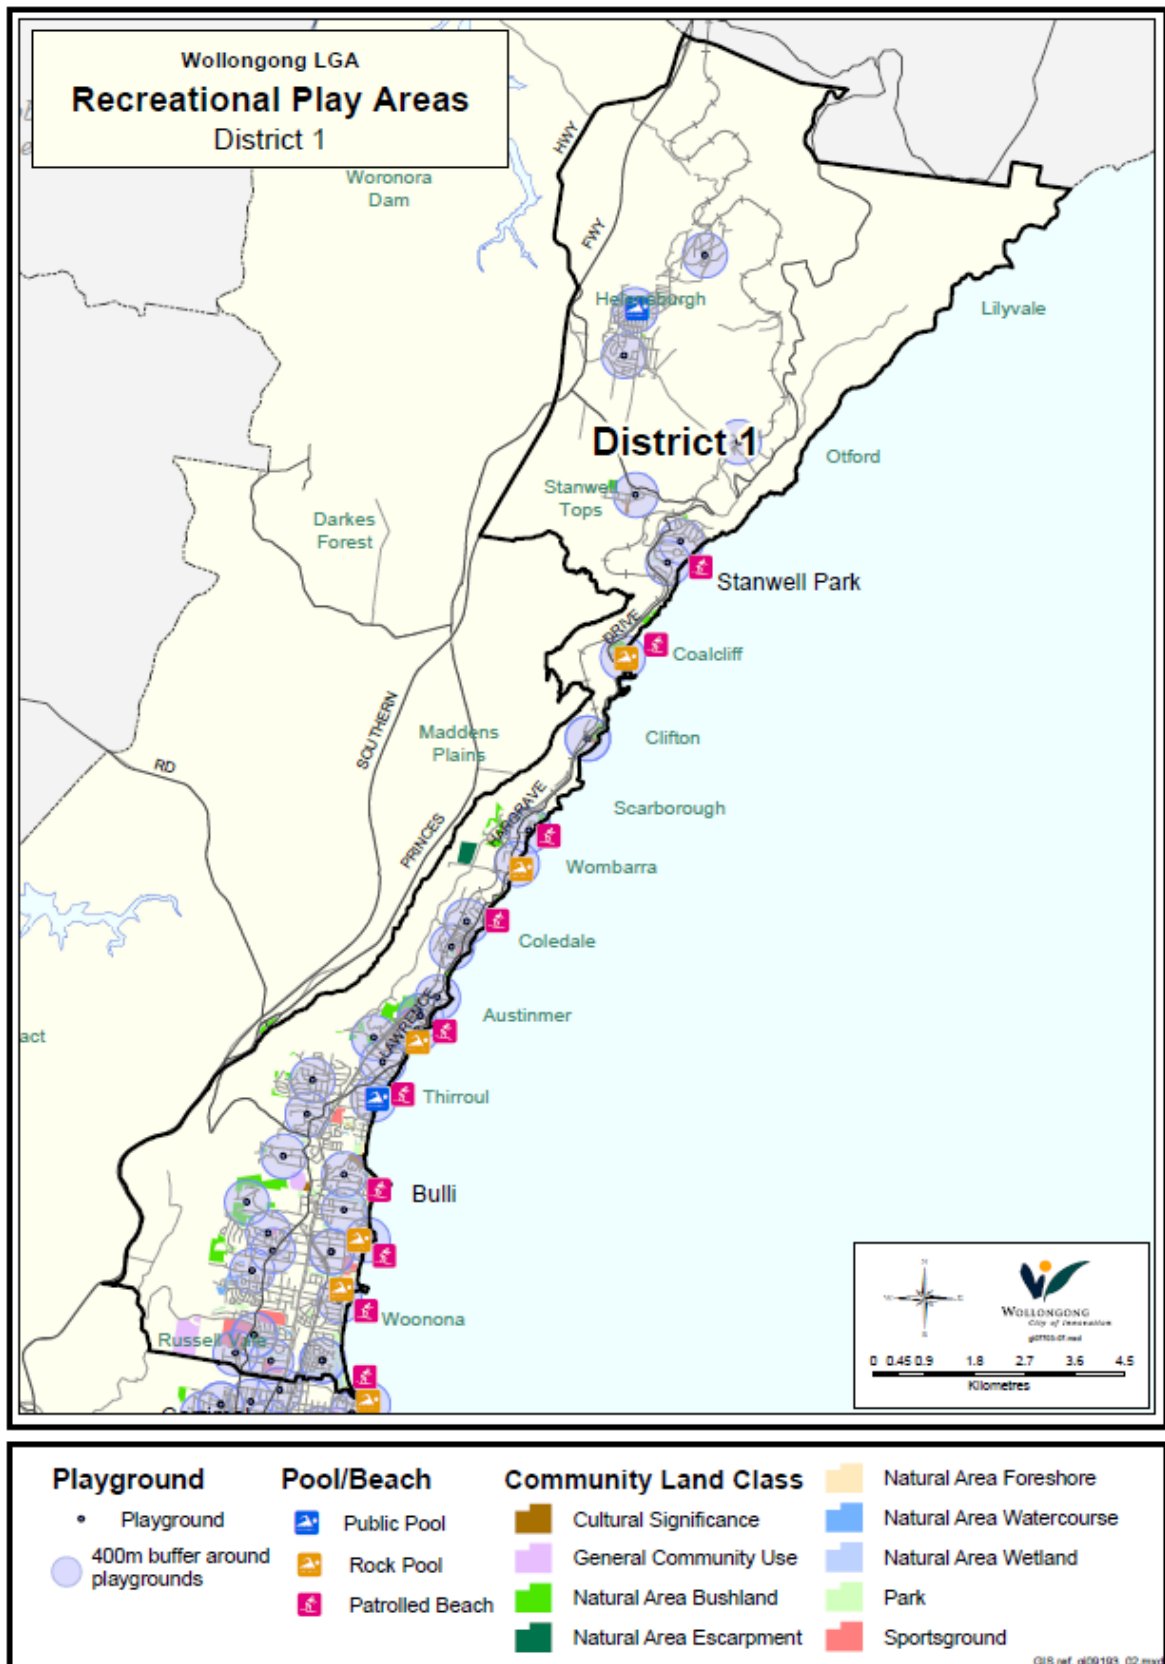 Wollongong LGA
Recreational Play Areas
District 1
Woronora
Dam
HWY
FWY
Helensburgh
Lilyvale
District 1
Otford
Stanwell
Tops
Darkes
Forest
Stanwell Park
DRIVE
Coalcliff
SOUTHERN
Maddens
Plains
Clifton
RD
HARGRAVE
Scarborough
PRINCES
Wombarra
Coledale
LAWRENCE
Austinmer
act
Thirroul
Bulli
Woonona
Russell Vale
N
W
E
S
WOLLONGONG
City of Innovation
0 0.45 0.9 1.8 2.7 3.6 4.5
Kilometres
Playground
Playground
400m buffer around
playgrounds
Pool/Beach
Public Pool
Rock Pool
Patrolled Beach
Community Land Class
Cultural Significance
General Community Use
Natural Area Bushland
Natural Area Escarpment
Natural Area Foreshore
Natural Area Watercourse
Natural Area Wetland
Park
Sportsground
GIS ref. gi09193_02.mxd